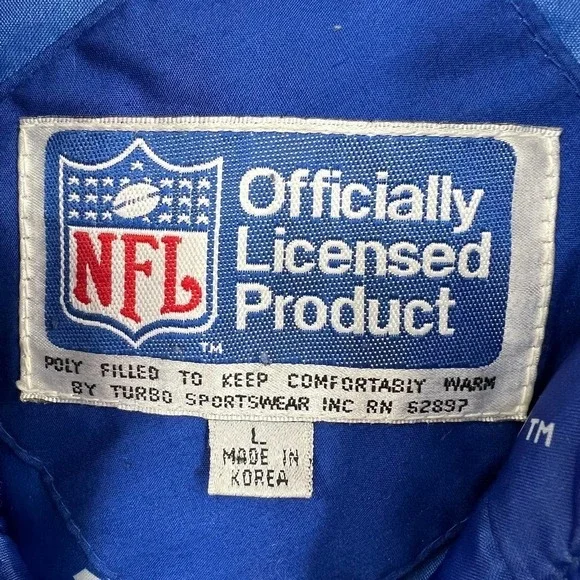 NFL
TM
Officially
Licensed
Product
POLY FILLED TO KEEP COMFORTABLY WARM
BY TURBO SPORTSWEAR INC RN 62897
L
MADE IN
KOREA
TM